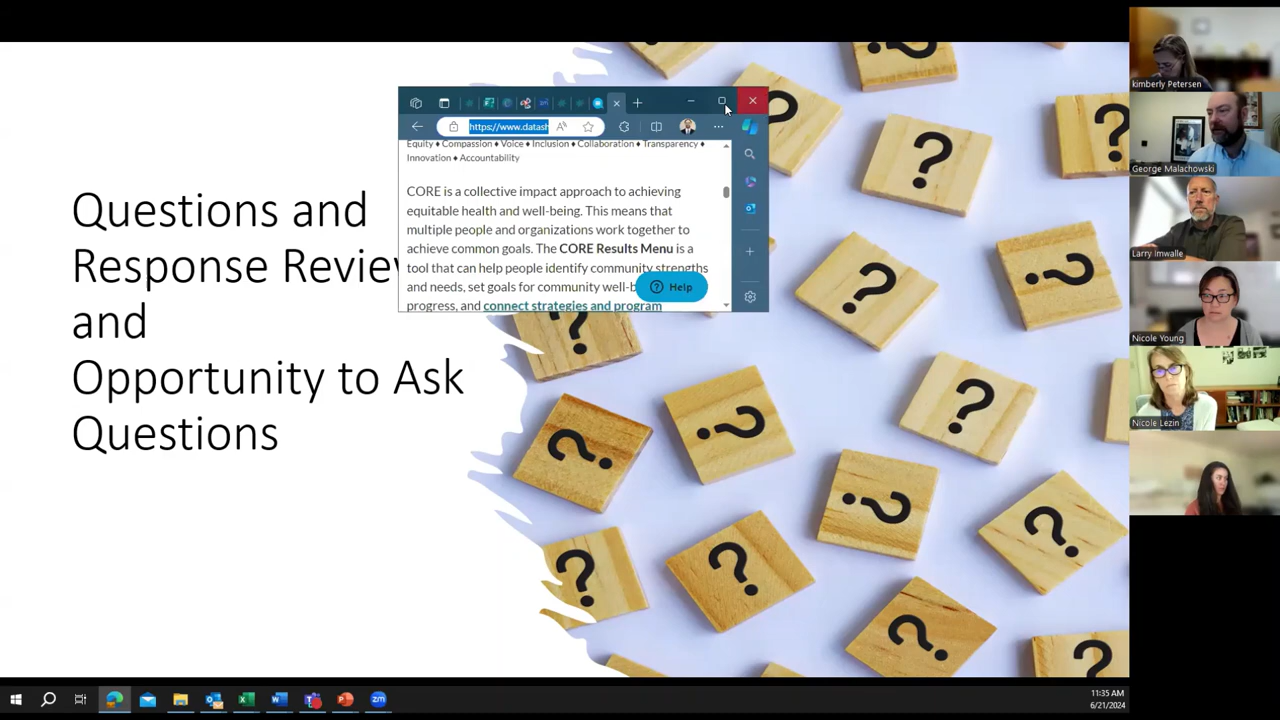 Questions and
Response Review
and
Opportunity to Ask
Questions
https://www.datash
Equity ♦ Compassion ♦ Voice ♦ Inclusion ♦ Collaboration ♦ Transparency ♦
Innovation ♦ Accountability
CORE is a collective impact approach to achieving
equitable health and well-being. This means that
multiple people and organizations work together to
achieve common goals. The CORE Results Menu is a
tool that can help people identify community strengths
and needs, set goals for community well-b
progress, and connect strategies and program
Help
kimberly Petersen
George Malachowski
Larry Imwalle
Nicole Young
Nicole Lezin
11:35 AM
6/21/2024